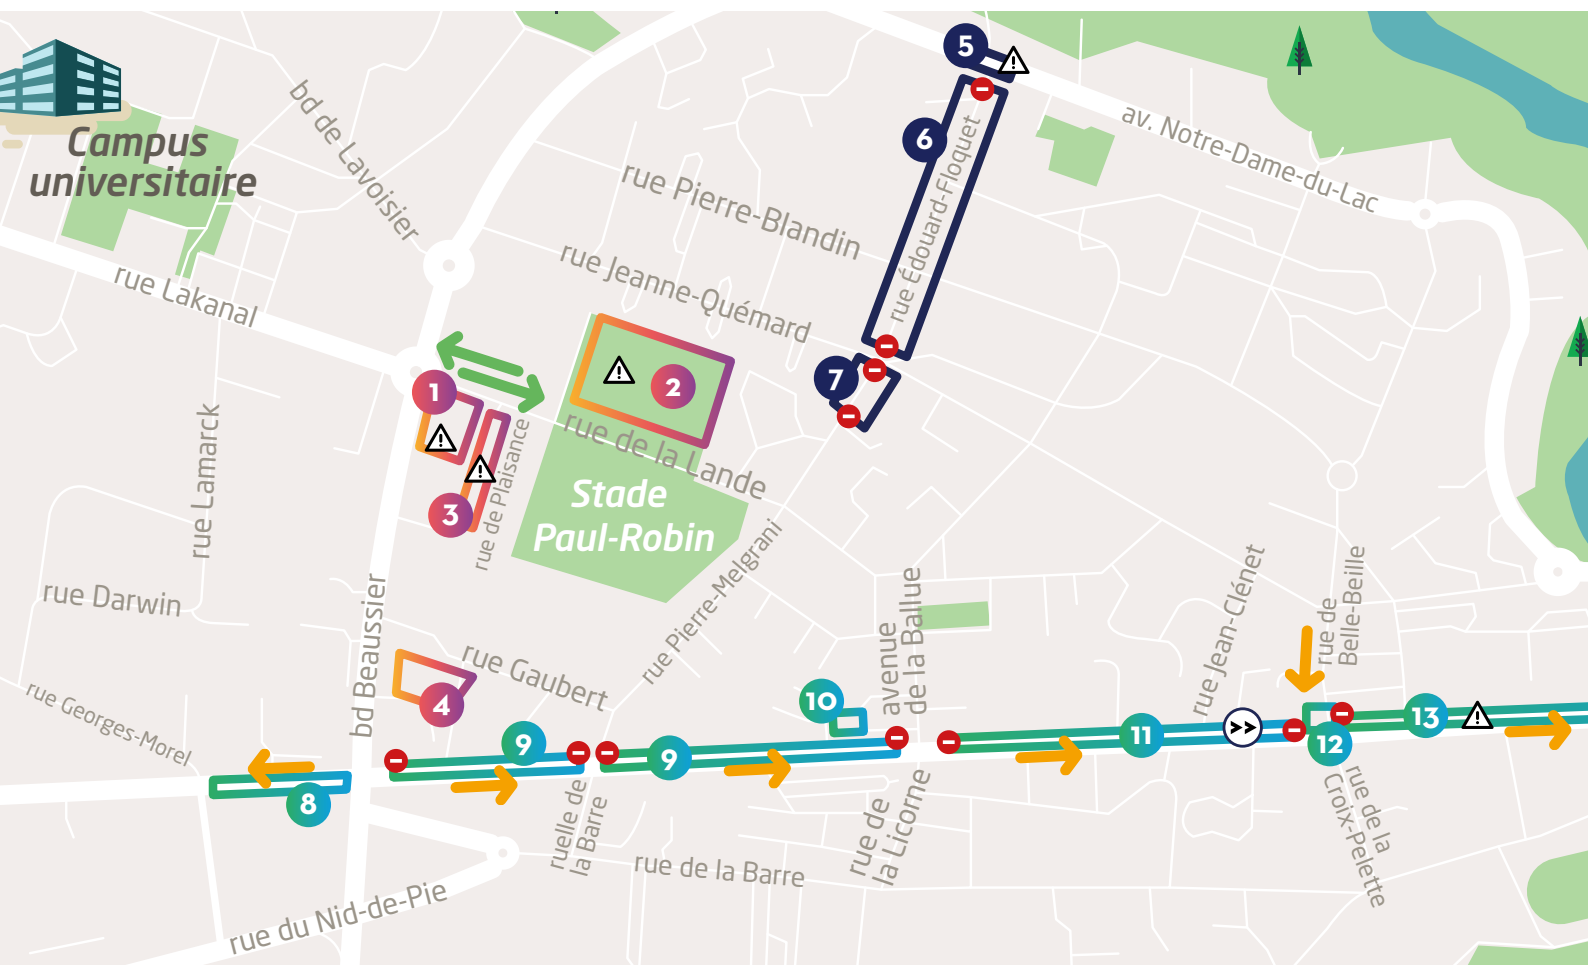 5
av. Notre-Dame-du-Lac
6
rue Édouard-Floquet
bd de Lavoisier
Campus
universitaire
rue Pierre-Blandin
rue Jeanne-Quémard
rue Lakanal
7
1
2
rue de la Lande
rue de Plaisance
3
Stade
Paul-Robin
rue Lamarck
rue Pierre-Melgrani
rue Darwin
bd Beaussier
rue Gaubert
4
rue Georges-Morel
avenue
de la Ballue
rue Jean-Clénet
rue de
Belle-Beille
10
9
9
11
>>
12
13
8
ruelle de
la Barre
rue de la Barre
rue de
la Licorne
rue de la
Croix-Pelette
rue du Nid-de-Pie